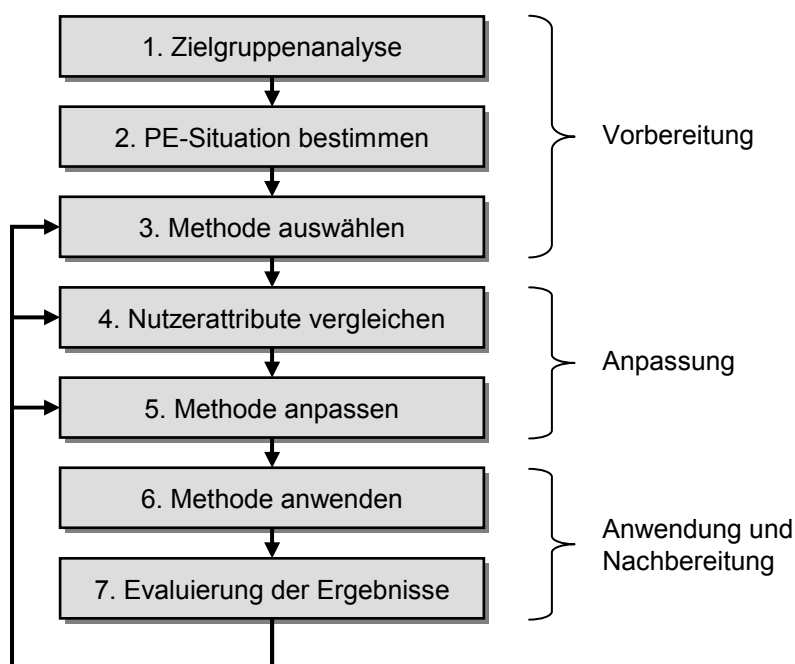 1. Zielgruppenanalyse
2. PE-Situation bestimmen
3. Methode auswählen
Vorbereitung
4. Nutzerattribute vergleichen
5. Methode anpassen
Anpassung
6. Methode anwenden
7. Evaluierung der Ergebnisse
Anwendung und
Nachbereitung